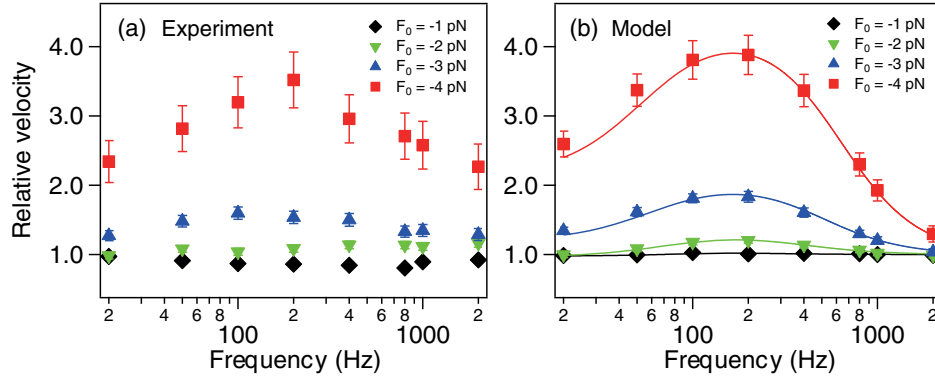 (a) Experiment
F₀ = -1 pN
F₀ = -2 pN
F₀ = -3 pN
F₀ = -4 pN
4.0
3.0
2.0
1.0
Relative velocity
2 4 6 8 2 4 6 8 2
100 1000
Frequency (Hz)
(b) Model
F₀ = -1 pN
F₀ = -2 pN
F₀ = -3 pN
F₀ = -4 pN
4.0
3.0
2.0
1.0
2 4 6 8 2 4 6 8 2
100 1000
Frequency (Hz)